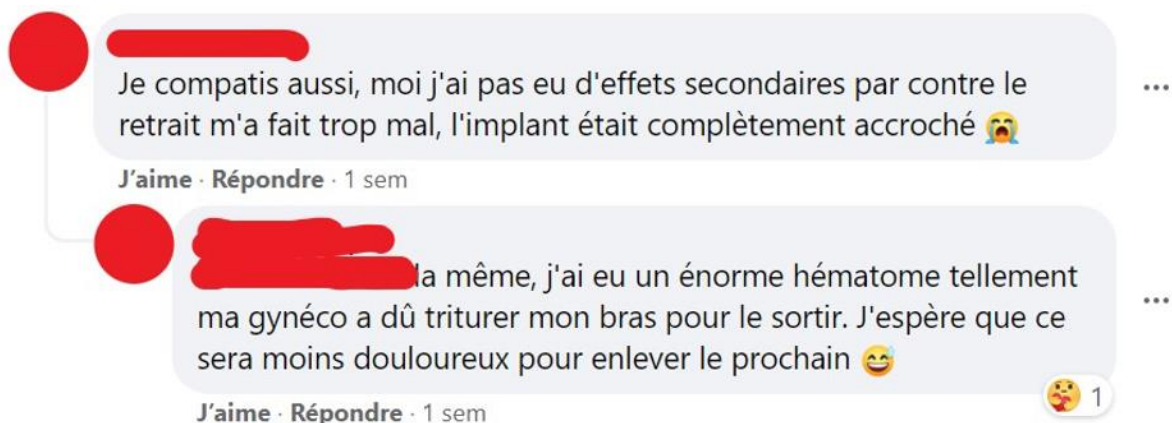 Je compatis aussi, moi j'ai pas eu d'effets secondaires par contre le
retrait m'a fait trop mal, l'implant était complètement accroché 😭
J'aime · Répondre · 1 sem
la même, j'ai eu un énorme hématome tellement
ma gynéco a dû triturer mon bras pour le sortir. J'espère que ce
sera moins douloureux pour enlever le prochain 😅
1
J'aime · Répondre · 1 sem